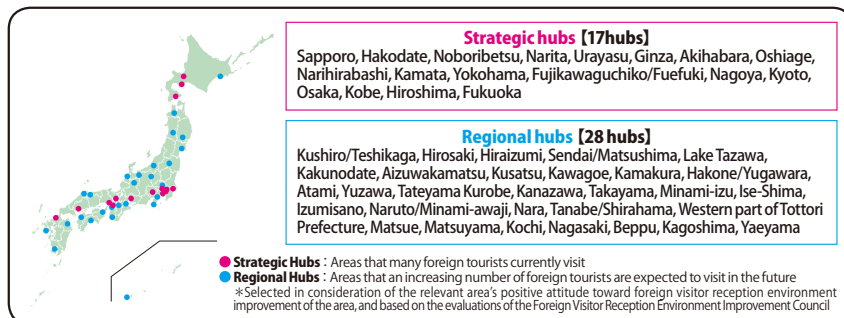 Strategic hubs【17hubs】
Sapporo, Hakodate, Noboribetsu, Narita, Urayasu, Ginza, Akihabara, Oshiage,
Narihirabashi, Kamata, Yokohama, Fujikawaguchiko/Fuefuki, Nagoya, Kyoto,
Osaka, Kobe, Hiroshima, Fukuoka
Regional hubs【28 hubs】
Kushiro/Teshikaga, Hirosaki, Hiraizumi, Sendai/Matsushima, Lake Tazawa,
Kakunodate, Aizuwakamatsu, Kusatsu, Kawagoe, Kamakura, Hakone/Yugawara,
Atami, Yuzawa, Tateyama Kurobe, Kanazawa, Takayama, Minami-izu, Ise-Shima,
Izumisano, Naruto/Minami-awaji, Nara, Tanabe/Shirahama, Western part of Tottori
Prefecture, Matsue, Matsuyama, Kochi, Nagasaki, Beppu, Kagoshima, Yaeyama
● Strategic Hubs : Areas that many foreign tourists currently visit
● Regional Hubs : Areas that an increasing number of foreign tourists are expected to visit in the future
＊Selected in consideration of the relevant area's positive attitude toward foreign visitor reception environment
improvement of the area, and based on the evaluations of the Foreign Visitor Reception Environment Improvement Council